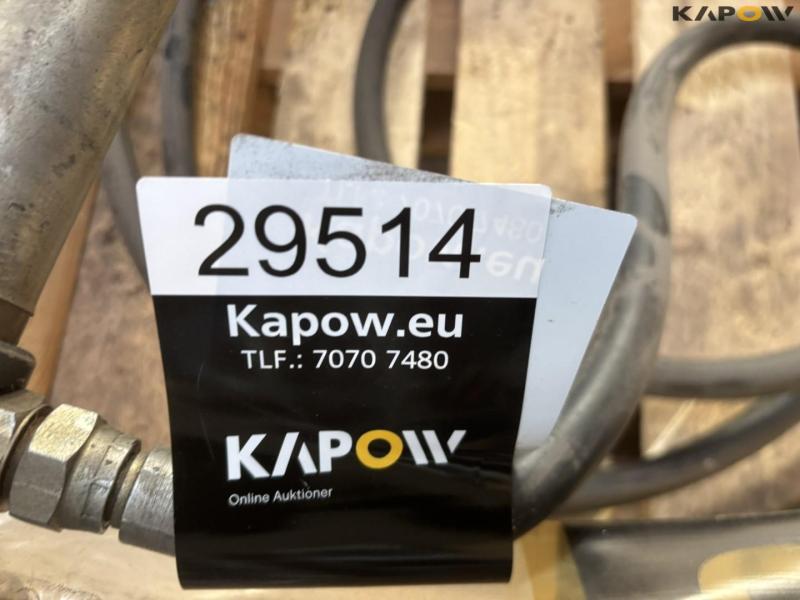 KAPOW
29514
Kapow.eu
TLF.: 7070 7480
KAPOW
Online Auktioner